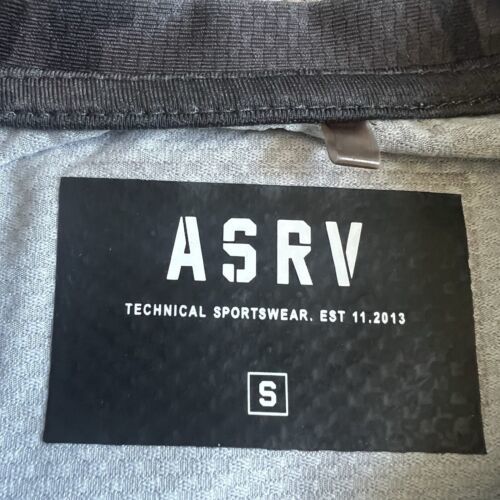 ASRV
TECHNICAL SPORTSWEAR. EST 11.2013
S